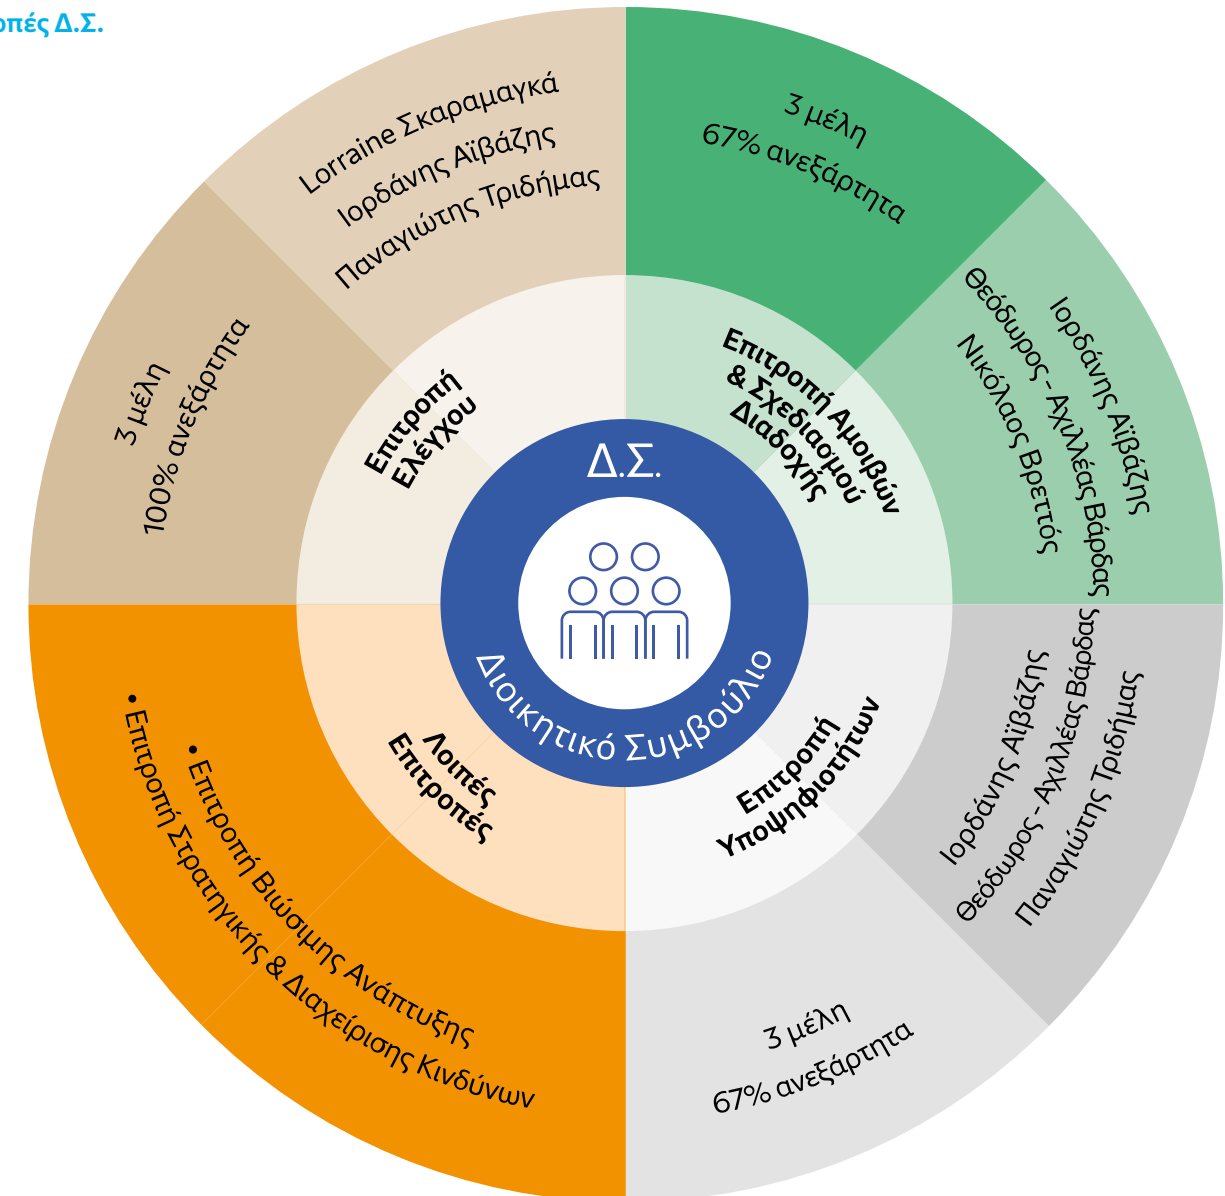 οπές Δ.Σ.
Lorraine Σκαραμαγκά
Ιορδάνης Αϊβάζης
Παναγιώτης Τριδήμας
3 μέλη
67% ανεξάρτητα
Ιορδάνης Αϊβάζης
Θεόδωρος - Αχιλλέας Βάρδας
Νικόλαος Βρεττός
3 μέλη
100% ανεξάρτητα
Επιτροπή
Ελέγχου
Επιτροπή Αμοιβών
& Σχεδιασμού
Διαδοχής
Δ.Σ.
Διοικητικό Συμβούλιο
Λοιπές
Επιτροπές
Επιτροπή
Υποψηφιοτήτων
Ιορδάνης Αϊβάζης
Θεόδωρος - Αχιλλέας Βάρδας
Παναγιώτης Τριδήμας
• Επιτροπή Βιώσιμης Ανάπτυξης
• Επιτροπή Στρατηγικής & Διαχείρισης Κινδύνων
3 μέλη
67% ανεξάρτητα